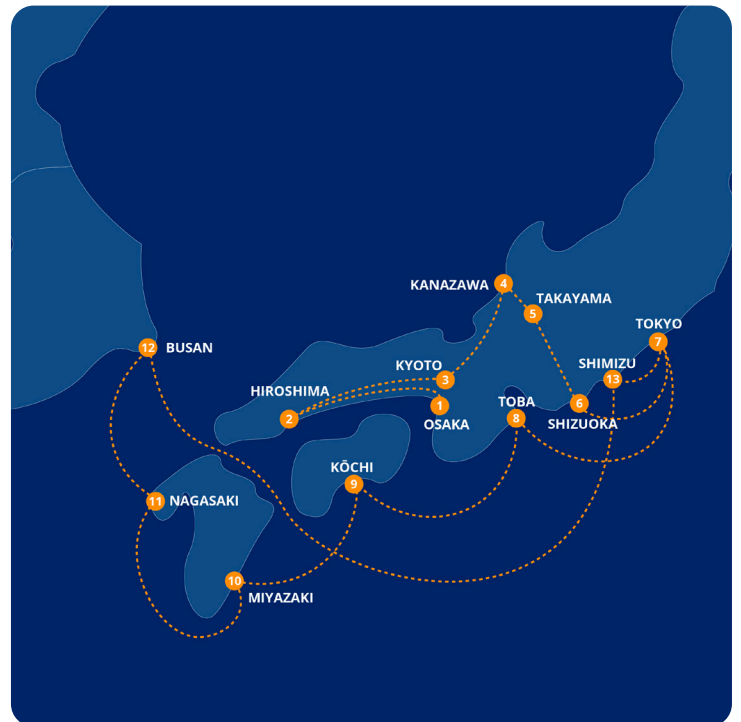 4
KANAZAWA
5
TAKAYAMA
TOKYO
7
12
BUSAN
SHIMIZU
13
KYOTO
3
HIROSHIMA
2
1
OSAKA
TOBA
8
6
SHIZUOKA
KŌCHI
9
11
NAGASAKI
10
MIYAZAKI